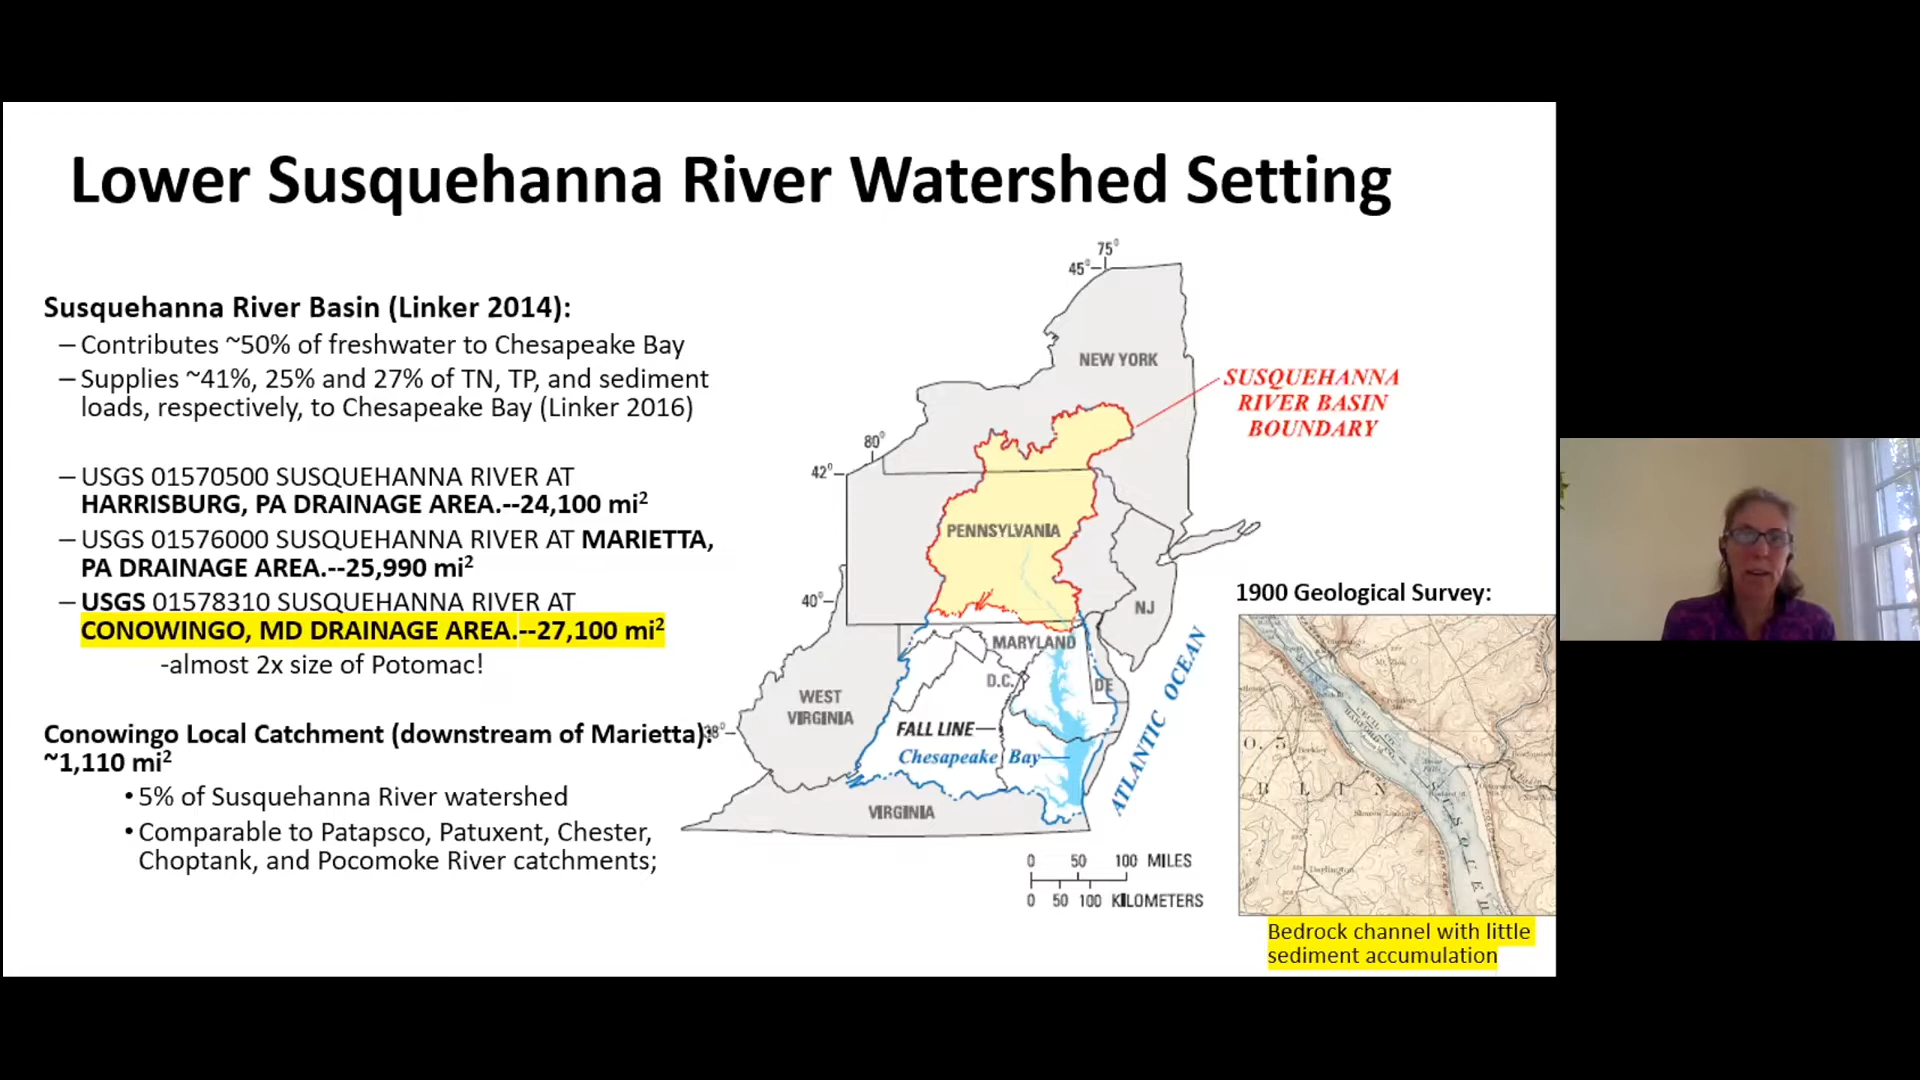 Lower Susquehanna River Watershed Setting
Susquehanna River Basin (Linker 2014):
– Contributes ~50% of freshwater to Chesapeake Bay
– Supplies ~41%, 25% and 27% of TN, TP, and sediment
loads, respectively, to Chesapeake Bay (Linker 2016)
– USGS 01570500 SUSQUEHANNA RIVER AT
HARRISBURG, PA DRAINAGE AREA.--24,100 mi²
– USGS 01576000 SUSQUEHANNA RIVER AT MARIETTA,
PA DRAINAGE AREA.--25,990 mi²
– USGS 01578310 SUSQUEHANNA RIVER AT
CONOWINGO, MD DRAINAGE AREA.--27,100 mi²
-almost 2x size of Potomac!
Conowingo Local Catchment (downstream of Marietta):
~1,110 mi²
• 5% of Susquehanna River watershed
• Comparable to Patapsco, Patuxent, Chester,
Choptank, and Pocomoke River catchments;
75°
45°
NEW YORK
SUSQUEHANNA
RIVER BASIN
BOUNDARY
80°
42°
PENNSYLVANIA
40°
NJ
MARYLAND
D.C.
DE
WEST
VIRGINIA
38°
FALL LINE
Chesapeake Bay
ATLANTIC OCEAN
VIRGINIA
0 50 100 MILES
0 50 100 KILOMETERS
1900 Geological Survey:
Darlington
Bedrock channel with little
sediment accumulation